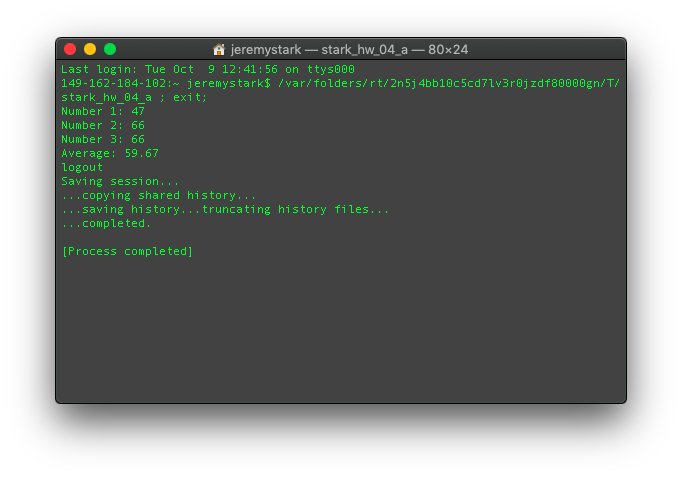 jeremystark — stark_hw_04_a — 80×24
Last login: Tue Oct  9 12:41:56 on ttys000
149-162-184-102:~ jeremystark$ /var/folders/rt/2n5j4bb10c5cd7lv3r0jzdf80000gn/T/
stark_hw_04_a ; exit;
Number 1: 47
Number 2: 66
Number 3: 66
Average: 59.67
logout
Saving session...
...copying shared history...
...saving history...truncating history files...
...completed.
[Process completed]